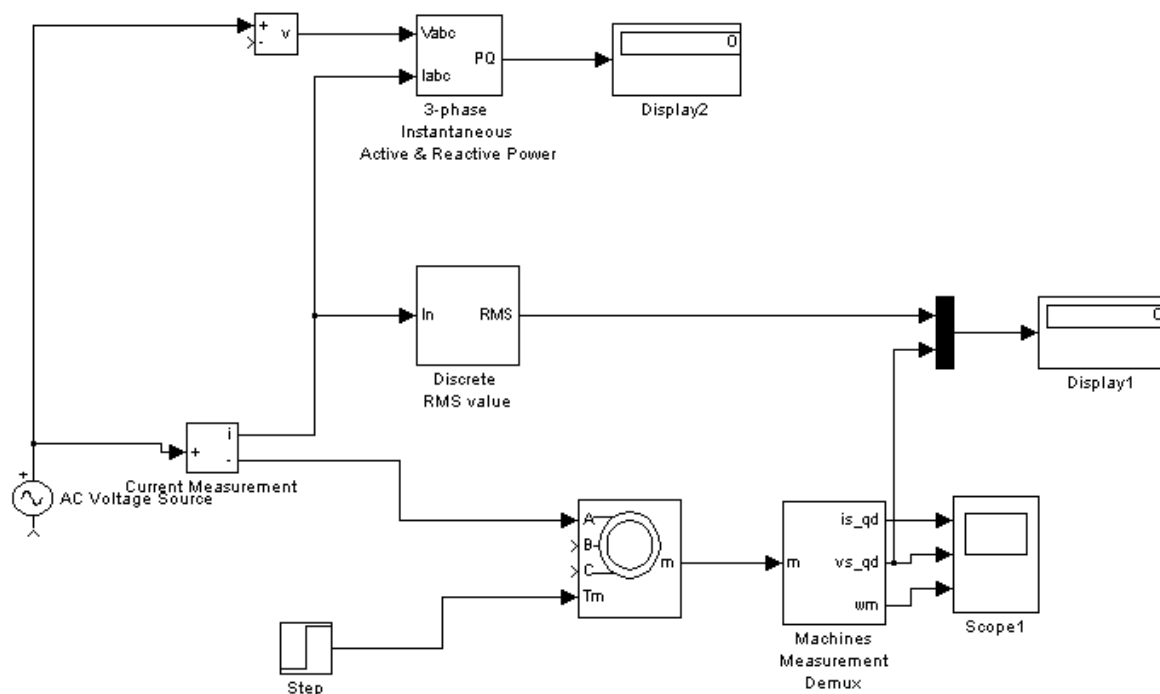 +
-
v
Vabc
Iabc
PQ
0
Display2
3-phase
Instantaneous
Active & Reactive Power
In
RMS
Discrete
RMS value
0
Display1
+
i
-
Current Measurement
+
AC Voltage Source
A
B
C
Tm
m
m
is_qd
vs_qd
wm
Machines
Measurement
Demux
Scope1
Step